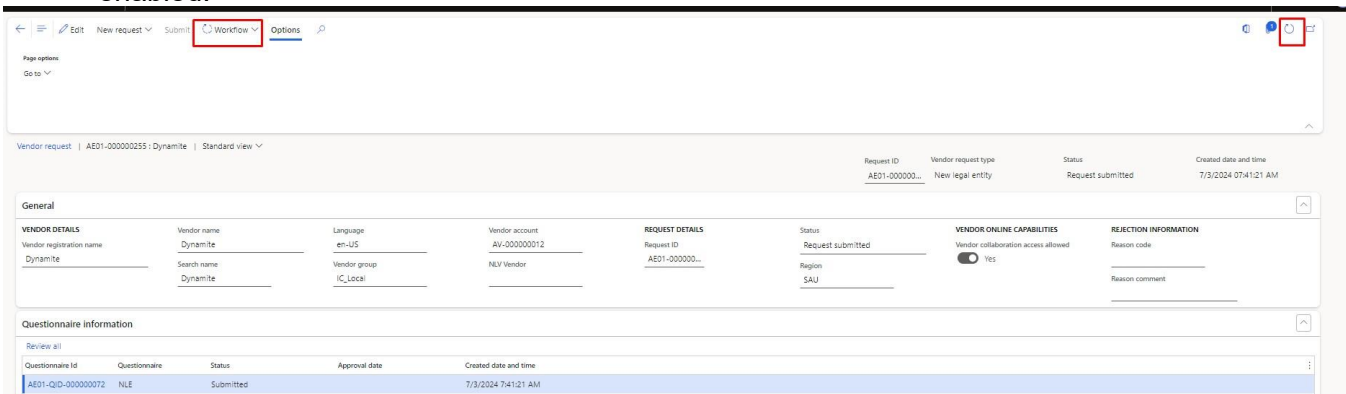 enabled.
Edit New request Submit Workflow Options
1
Page options
Go to
Vendor request | AE01-000000255 : Dynamite | Standard view
Request ID Vendor request type Status Created date and time
AE01-000000... New legal entity Request submitted 7/3/2024 07:41:21 AM
General
VENDOR DETAILS Vendor name Language Vendor account REQUEST DETAILS Status VENDOR ONLINE CAPABILITIES REJECTION INFORMATION
Vendor registration name Dynamite en-US AV-000000012 Request ID Request submitted Vendor collaboration access allowed Reason code
Dynamite Search name Vendor group NLV Vendor AE01-000000... Region Yes
Dynamite IC_Local SAU Reason comment
Questionnaire information
Review all
Questionnaire Id Questionnaire Status Approval date Created date and time
AE01-QID-000000072 NLE Submitted 7/3/2024 7:41:21 AM